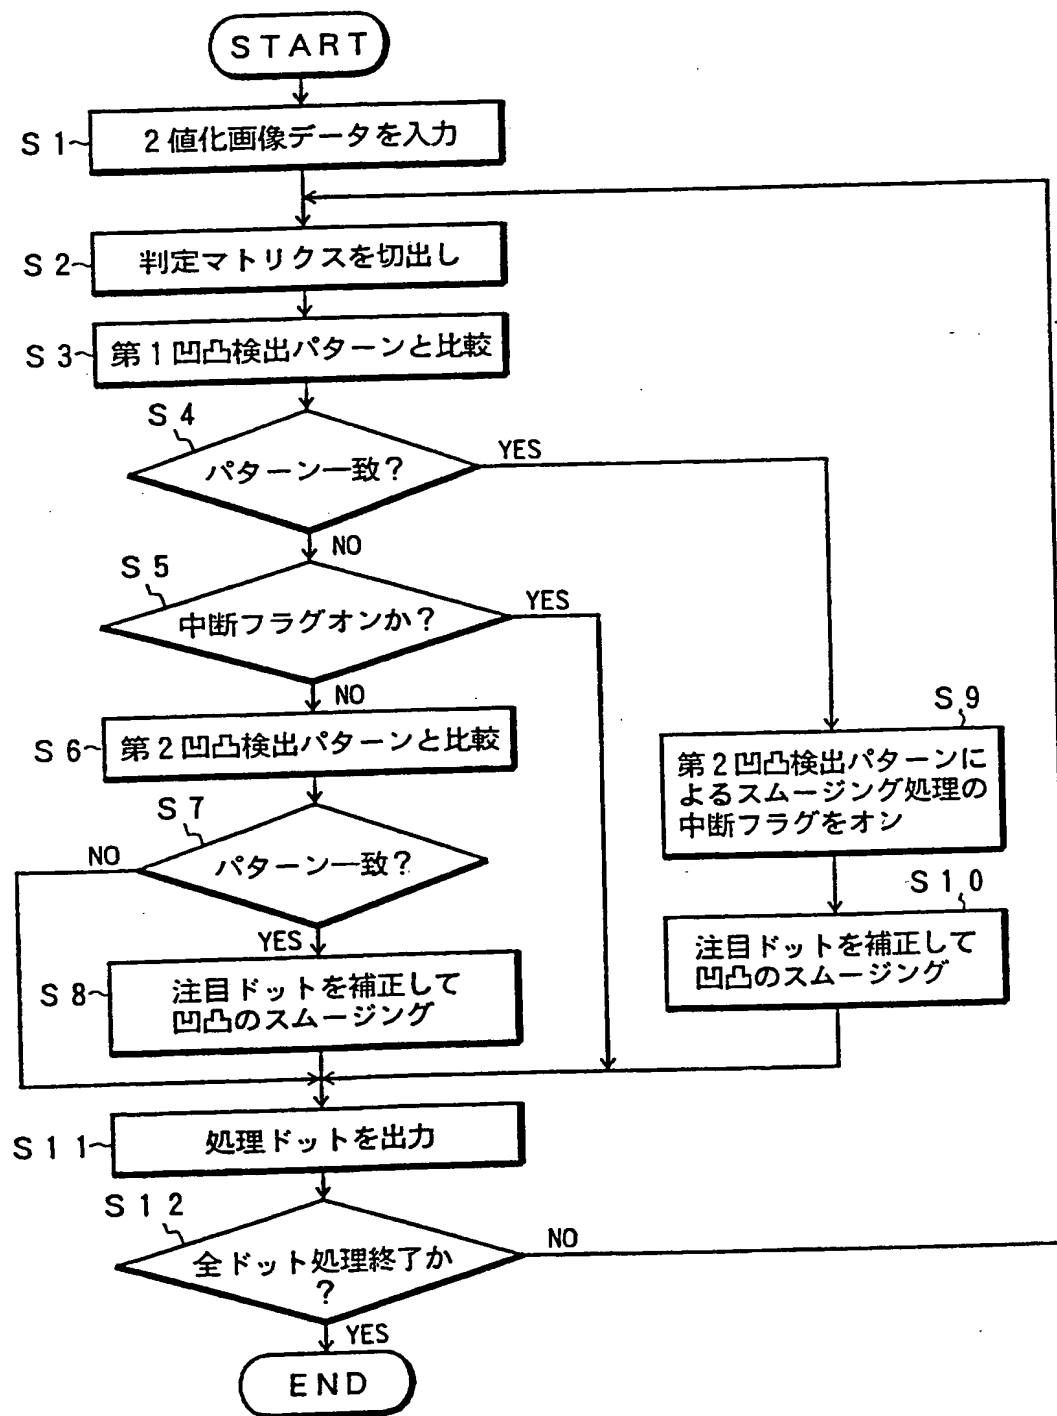 START
S1
2値化画像データを入力
S2
判定マトリクスを切出し
S3
第1凹凸検出パターンと比較
S4
パターン一致?
YES
NO
S5
中断フラグオンか?
YES
NO
S6
第2凹凸検出パターンと比較
S9
第2凹凸検出パターンに
よるスムージング処理の
中断フラグをオン
S7
パターン一致?
NO
YES
S10
注目ドットを補正して
凹凸のスムージング
S8
注目ドットを補正して
凹凸のスムージング
S11
処理ドットを出力
S12
全ドット処理終了か
?
NO
YES
END